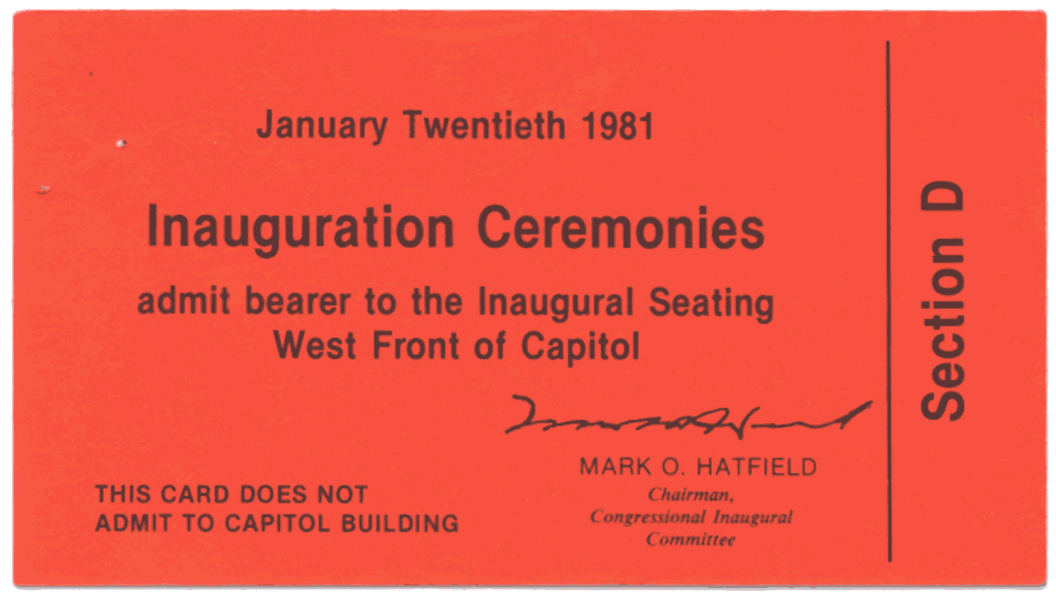 January Twentieth 1981
Inauguration Ceremonies
admit bearer to the Inaugural Seating
West Front of Capitol
MARK O. HATFIELD
Chairman,
Congressional Inaugural
Committee
THIS CARD DOES NOT
ADMIT TO CAPITOL BUILDING
Section D